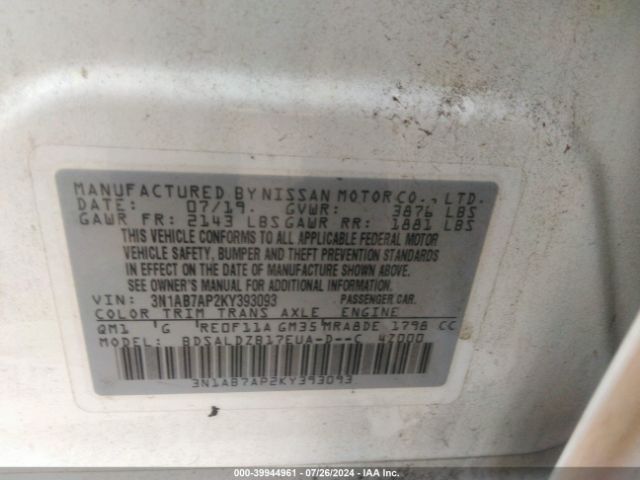 MANUFACTURED BY NISSAN MOTOR CO., LTD.
DATE: 07/19. GVWR: 3876 LBS
GAWR FR: 2143 LBS GAWR RR: 1881 LBS
THIS VEHICLE CONFORMS TO ALL APPLICABLE FEDERAL MOTOR
VEHICLE SAFETY, BUMPER AND THEFT PREVENTION STANDARDS
IN EFFECT ON THE DATE OF MANUFACTURE SHOWN ABOVE.
SEE OWNER'S MANUAL FOR ADDITIONAL INFORMATION.
VIN: 3N1AB7AP2KY393093 PASSENGER CAR.
COLOR TRIM TRANS AXLE ENGINE
QM1 'G 'RE0F11A GM35'MRA8DE 1798 CC
MODEL: BDSALDZB17EUA-D--C 4Z000
3N1AB7AP2KY393093
000-39944961 - 07/26/2024 - IAA Inc.